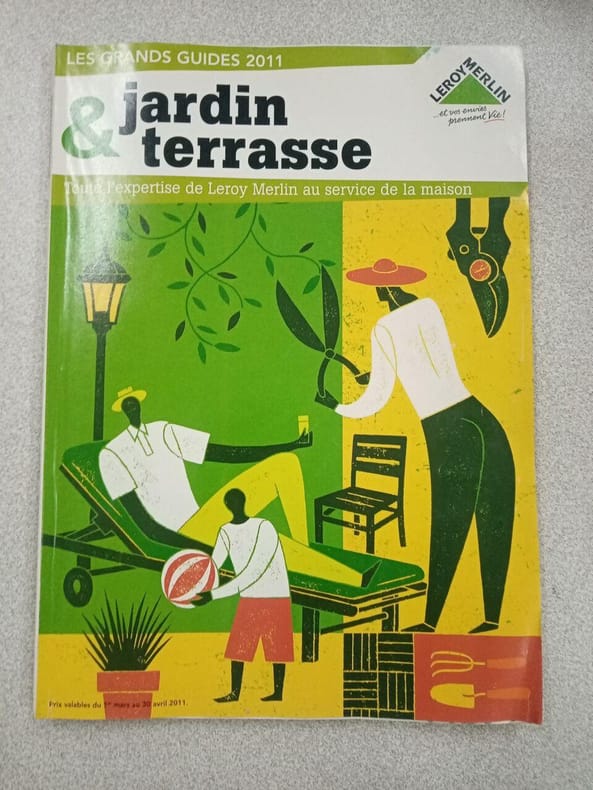 LES GRANDS GUIDES 2011
LEROY MERLIN
...et vos envies
prennent Vie!
jardin
& terrasse
Toute l'expertise de Leroy Merlin au service de la maison
Prix valables du 1er mars au 30 avril 2011.